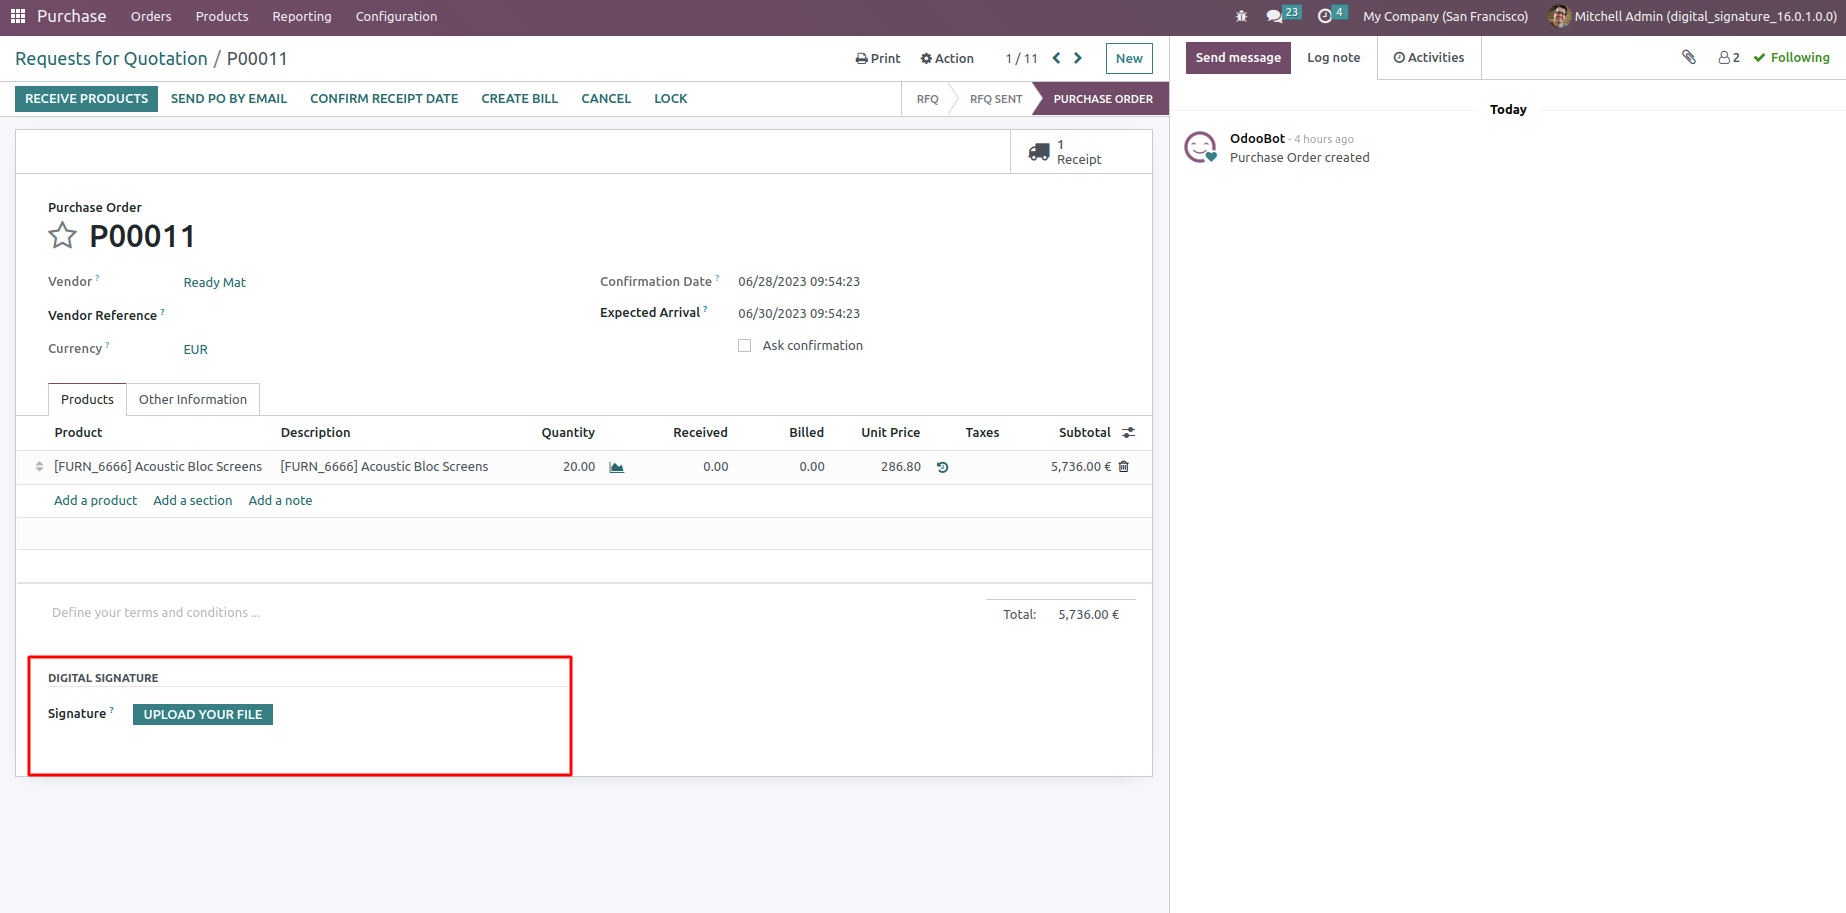 Purchase Orders Products Reporting Configuration 23 4 My Company (San Francisco) Mitchell Admin (digital_signature_16.0.1.0.0)
Requests for Quotation / P00011 Print Action 1 / 11 New
RECEIVE PRODUCTS SEND PO BY EMAIL CONFIRM RECEIPT DATE CREATE BILL CANCEL LOCK RFQ RFQ SENT PURCHASE ORDER
1
Receipt
Purchase Order
P00011
Vendor ? Ready Mat Confirmation Date ? 06/28/2023 09:54:23
Vendor Reference ? Expected Arrival ? 06/30/2023 09:54:23
Currency ? EUR Ask confirmation
Products Other Information
Product Description Quantity Received Billed Unit Price Taxes Subtotal
[FURN_6666] Acoustic Bloc Screens [FURN_6666] Acoustic Bloc Screens 20.00 0.00 0.00 286.80 5,736.00 €
Add a product Add a section Add a note
Define your terms and conditions ... Total: 5,736.00 €
DIGITAL SIGNATURE
Signature ? UPLOAD YOUR FILE
Send message Log note Activities 2 Following
Today
OdooBot - 4 hours ago
Purchase Order created